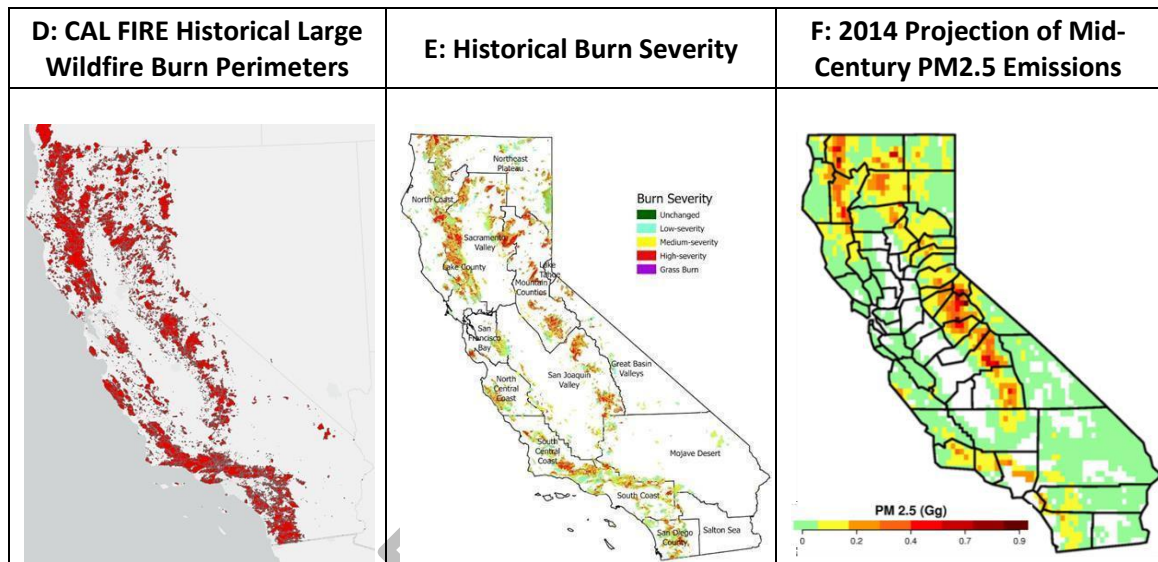 D: CAL FIRE Historical Large
Wildfire Burn Perimeters
E: Historical Burn Severity
F: 2014 Projection of Mid-
Century PM2.5 Emissions
Northeast
Plateau
North Coast
Sacramento
Valley
Lake County
Lake
Tahoe
Mountain
Counties
San
Francisco
Bay
San Joaquin
Valley
Great Basin
Valleys
North
Central
Coast
South
Central
Coast
Mojave Desert
South Coast
San Diego
County
Salton Sea
Burn Severity
Unchanged
Low-severity
Medium-severity
High-severity
Grass Burn
PM 2.5 (Gg)
0 0.2 0.4 0.7 0.9